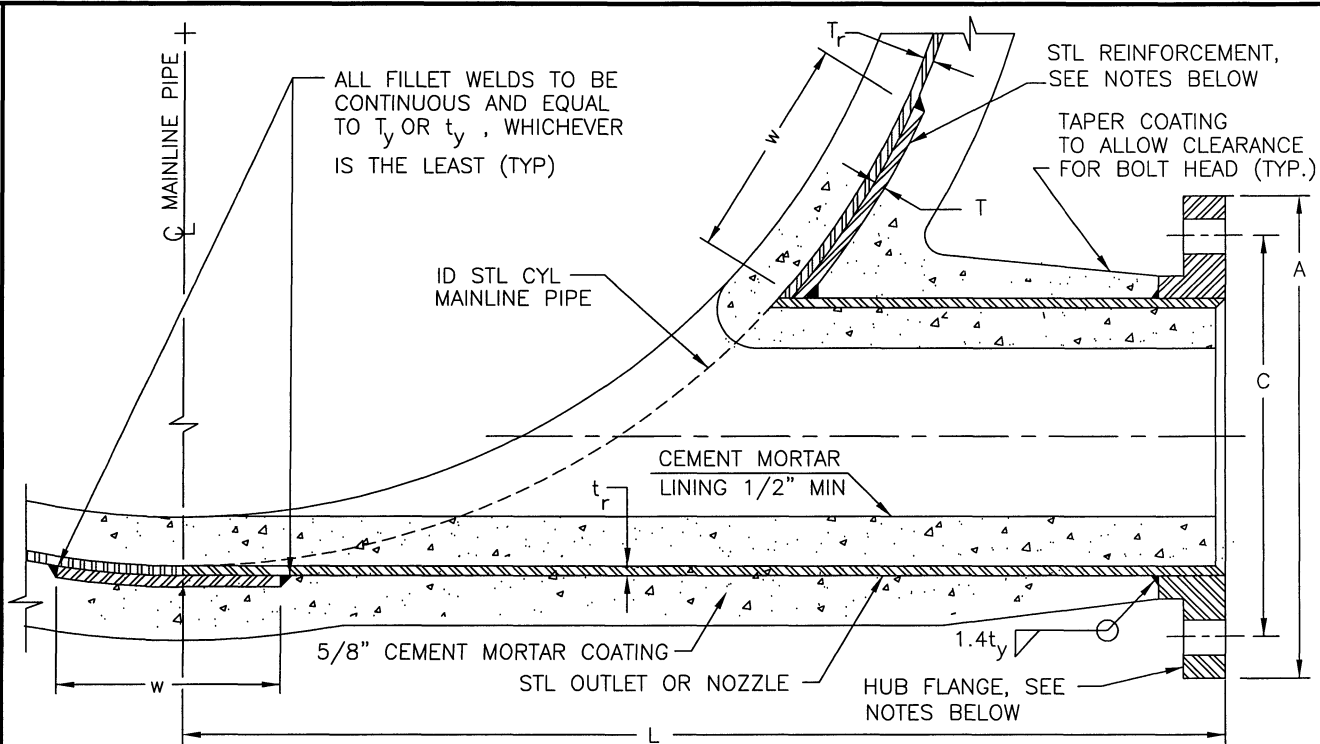 ℄ MAINLINE PIPE
ALL FILLET WELDS TO BE
CONTINUOUS AND EQUAL
TO Ty OR ty , WHICHEVER
IS THE LEAST (TYP)
Tr
STL REINFORCEMENT,
SEE NOTES BELOW
TAPER COATING
TO ALLOW CLEARANCE
FOR BOLT HEAD (TYP.)
w
T
A
C
ID STL CYL
MAINLINE PIPE
CEMENT MORTAR
LINING 1/2" MIN
tr
5/8" CEMENT MORTAR COATING
STL OUTLET OR NOZZLE
1.4ty
HUB FLANGE, SEE
NOTES BELOW
w
L